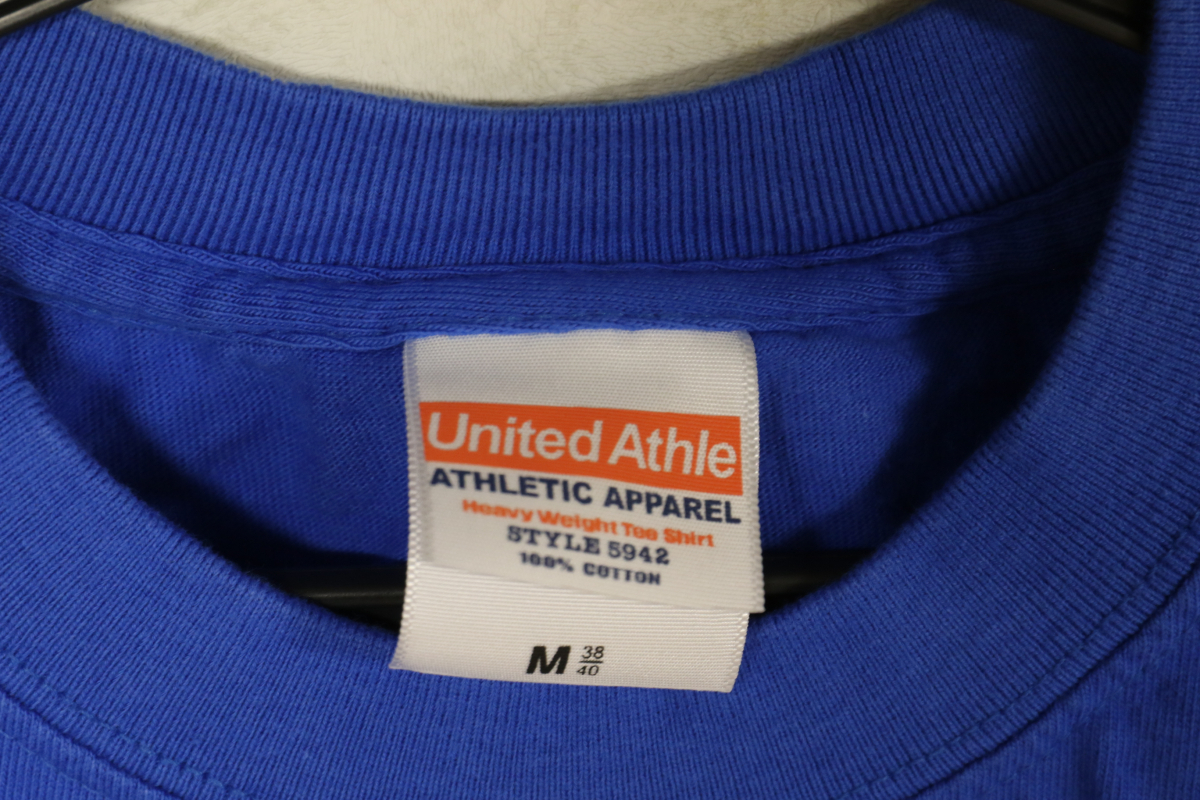 United Athle
ATHLETIC APPAREL
Heavy Weight Tee Shirt
STYLE 5942
100% COTTON
M 38/40